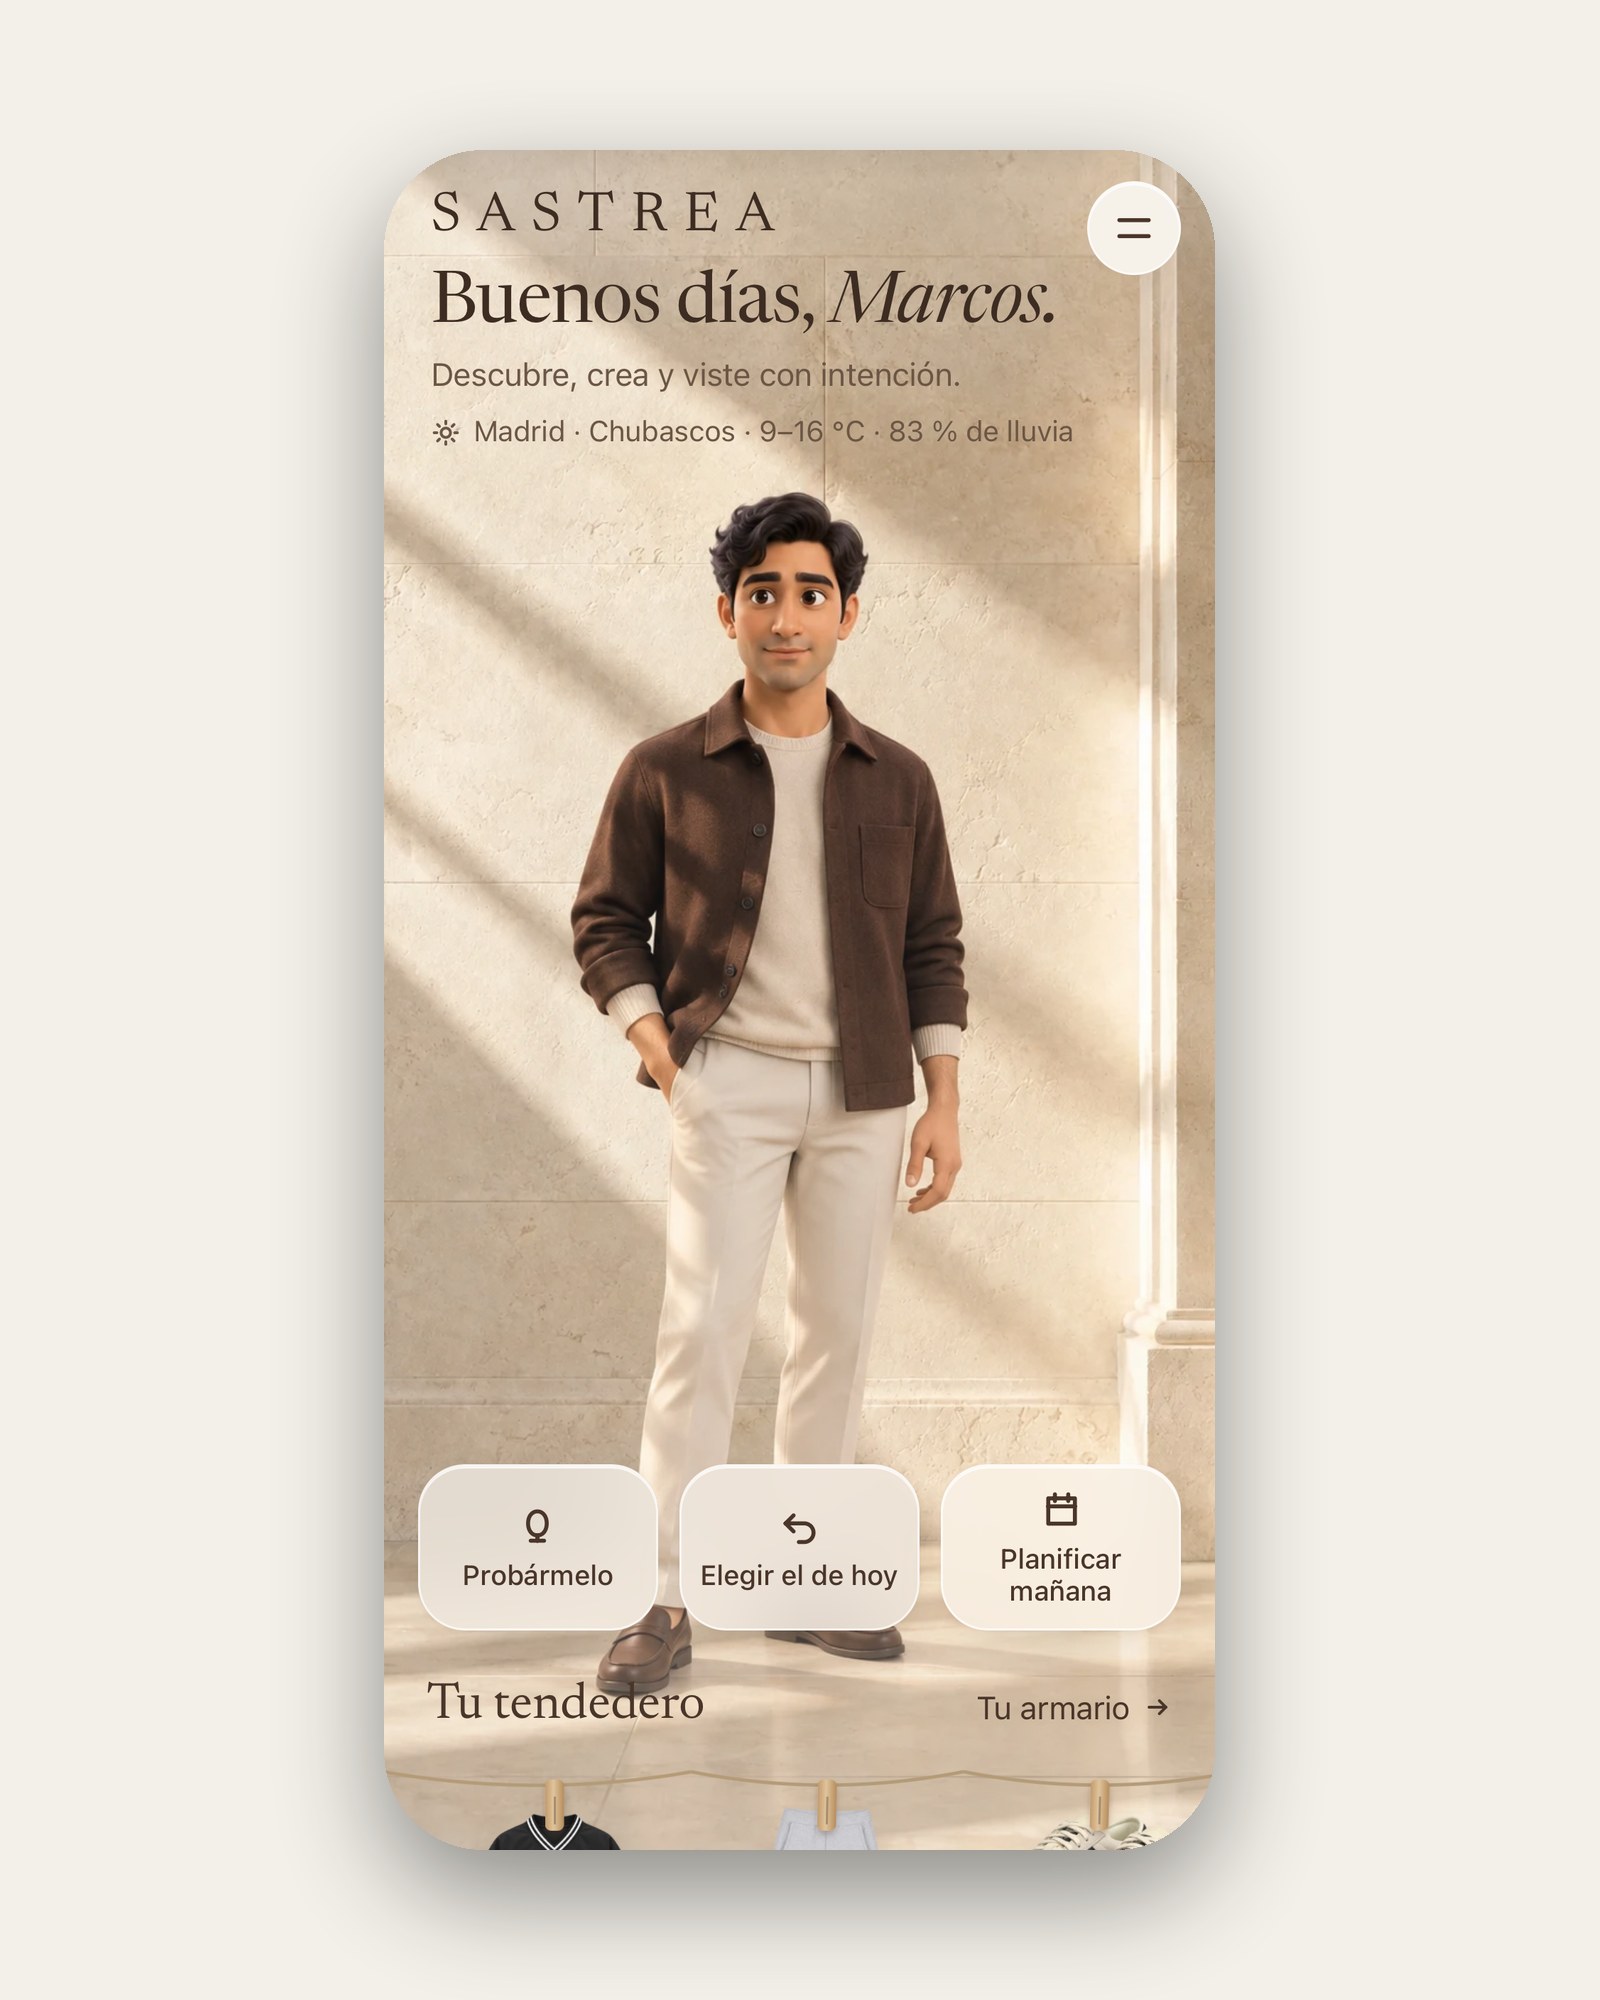 SASTREA
Buenos días, Marcos.
Descubre, crea y viste con intención.
Madrid · Chubascos · 9–16 °C · 83 % de lluvia
Probármelo
Elegir el de hoy
Planificar
mañana
Tu tendedero
Tu armario →